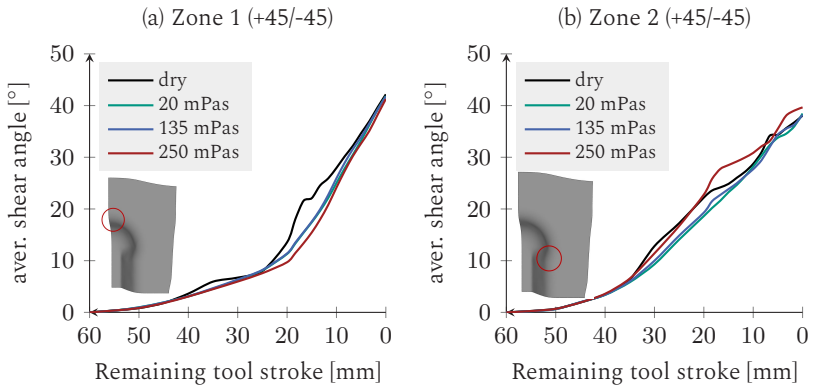 (a) Zone 1 (+45/-45)
aver. shear angle [°]
50
40
30
20
10
0
dry
20 mPas
135 mPas
250 mPas
60 50 40 30 20 10 0
Remaining tool stroke [mm]
(b) Zone 2 (+45/-45)
aver. shear angle [°]
50
40
30
20
10
0
dry
20 mPas
135 mPas
250 mPas
60 50 40 30 20 10 0
Remaining tool stroke [mm]